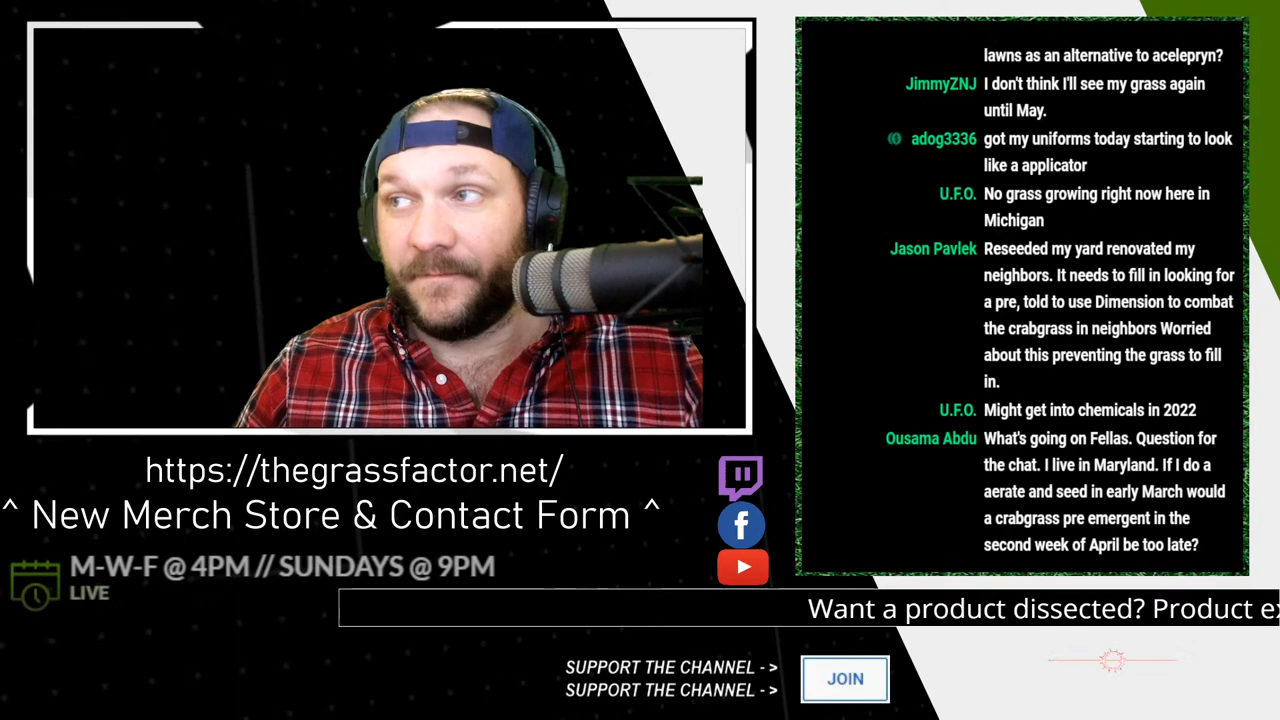 lawns as an alternative to acelepryn?
JimmyZNJ I don't think I'll see my grass again
until May.
adog3336 got my uniforms today starting to look
like a applicator
U.F.O. No grass growing right now here in
Michigan
Jason Pavlek Reseeded my yard renovated my
neighbors. It needs to fill in looking for
a pre, told to use Dimension to combat
the crabgrass in neighbors Worried
about this preventing the grass to fill
in.
U.F.O. Might get into chemicals in 2022
Ousama Abdu What's going on Fellas. Question for
the chat. I live in Maryland. If I do a
aerate and seed in early March would
a crabgrass pre emergent in the
second week of April be too late?
https://thegrassfactor.net/
^ New Merch Store & Contact Form ^
M-W-F @ 4PM // SUNDAYS @ 9PM
LIVE
Want a product dissected? Product ex
SUPPORT THE CHANNEL - >
SUPPORT THE CHANNEL - >
JOIN